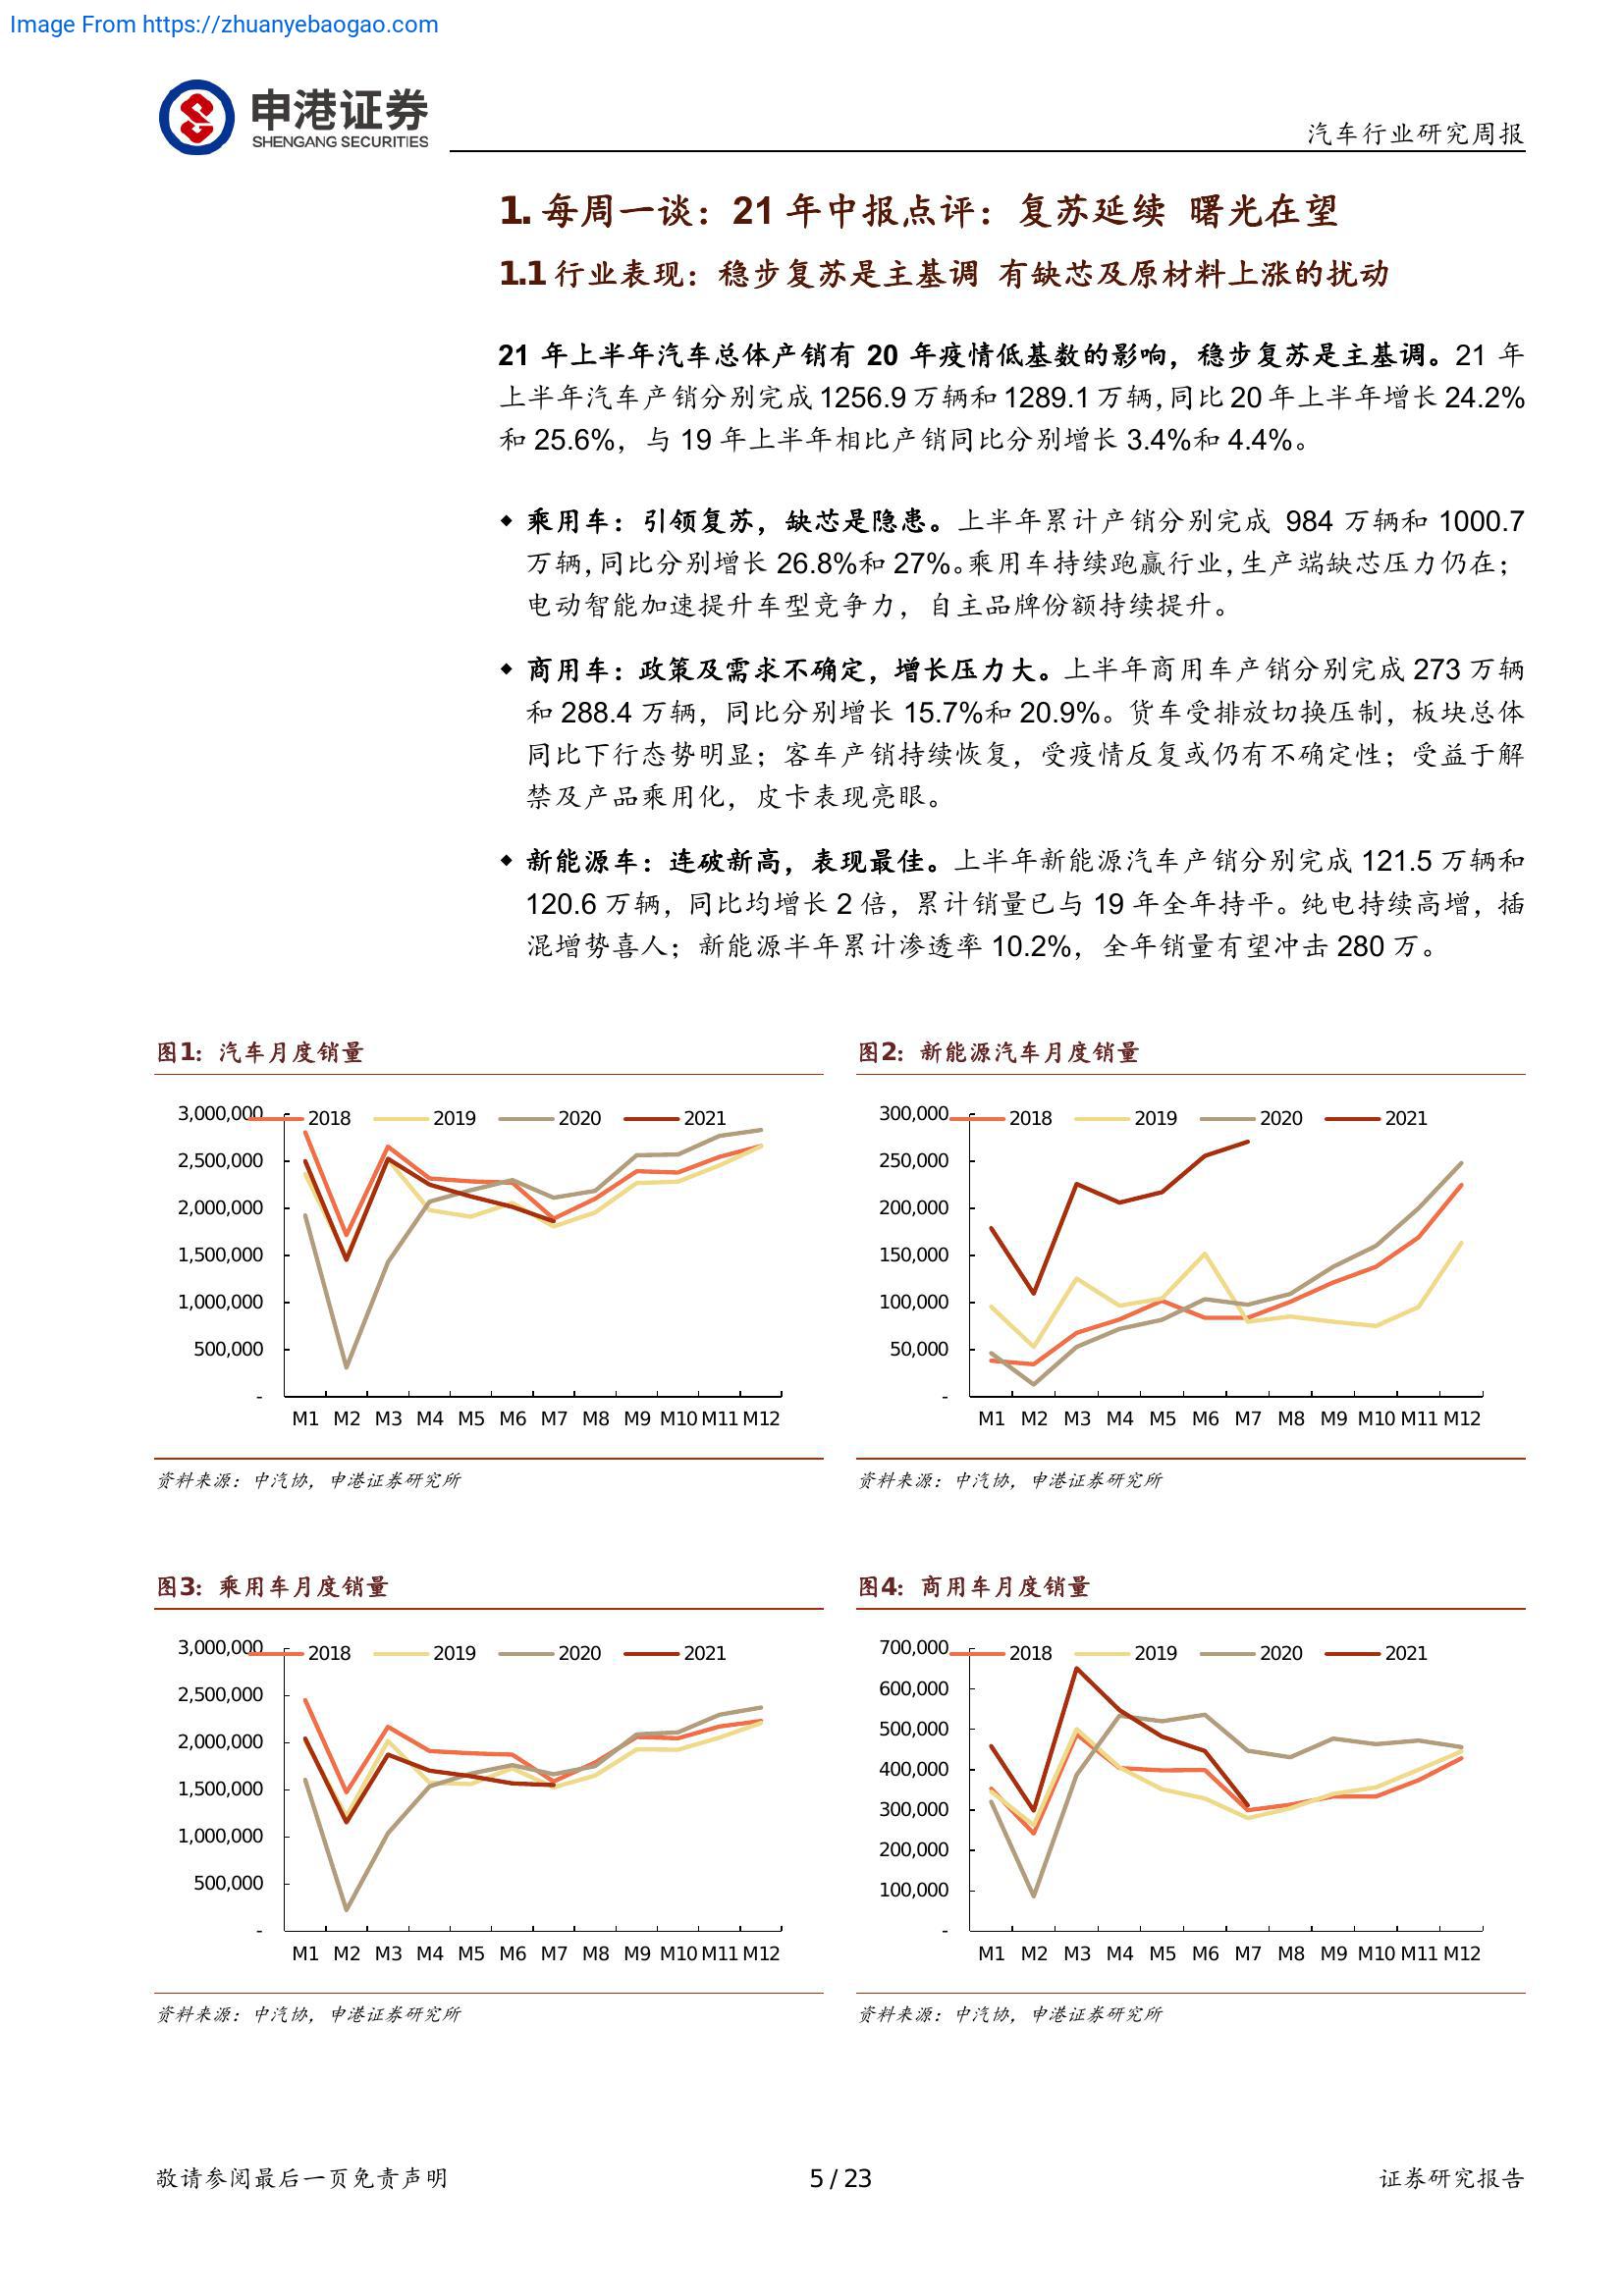 Image From https://zhuanyebaogao.com
申港证券
SHENGANG SECURITIES
汽车行业研究周报
1. 每周一谈：21 年中报点评：复苏延续 曙光在望
1.1 行业表现：稳步复苏是主基调 有缺芯及原材料上涨的扰动
21 年上半年汽车总体产销有 20 年疫情低基数的影响，稳步复苏是主基调。21 年
上半年汽车产销分别完成 1256.9 万辆和 1289.1 万辆，同比 20 年上半年增长 24.2%
和 25.6%，与 19 年上半年相比产销同比分别增长 3.4%和 4.4%。
◆ 乘用车：引领复苏，缺芯是隐患。上半年累计产销分别完成 984 万辆和 1000.7
万辆，同比分别增长 26.8%和 27%。乘用车持续跑赢行业，生产端缺芯压力仍在；
电动智能加速提升车型竞争力，自主品牌份额持续提升。
◆ 商用车：政策及需求不确定，增长压力大。上半年商用车产销分别完成 273 万辆
和 288.4 万辆，同比分别增长 15.7%和 20.9%。货车受排放切换压制，板块总体
同比下行态势明显；客车产销持续恢复，受疫情反复或仍有不确定性；受益于解
禁及产品乘用化，皮卡表现亮眼。
◆ 新能源车：连破新高，表现最佳。上半年新能源汽车产销分别完成 121.5 万辆和
120.6 万辆，同比均增长 2 倍，累计销量已与 19 年全年持平。纯电持续高增，插
混增势喜人；新能源半年累计渗透率 10.2%，全年销量有望冲击 280 万。
图1：汽车月度销量
3,000,000
2018 2019 2020 2021
2,500,000
2,000,000
1,500,000
1,000,000
500,000
-
M1 M2 M3 M4 M5 M6 M7 M8 M9 M10 M11 M12
资料来源：中汽协，申港证券研究所
图2：新能源汽车月度销量
300,000
2018 2019 2020 2021
250,000
200,000
150,000
100,000
50,000
-
M1 M2 M3 M4 M5 M6 M7 M8 M9 M10 M11 M12
资料来源：中汽协，申港证券研究所
图3：乘用车月度销量
3,000,000
2018 2019 2020 2021
2,500,000
2,000,000
1,500,000
1,000,000
500,000
-
M1 M2 M3 M4 M5 M6 M7 M8 M9 M10 M11 M12
资料来源：中汽协，申港证券研究所
图4：商用车月度销量
700,000
2018 2019 2020 2021
600,000
500,000
400,000
300,000
200,000
100,000
-
M1 M2 M3 M4 M5 M6 M7 M8 M9 M10 M11 M12
资料来源：中汽协，申港证券研究所
敬请参阅最后一页免责声明
5 / 23
证券研究报告